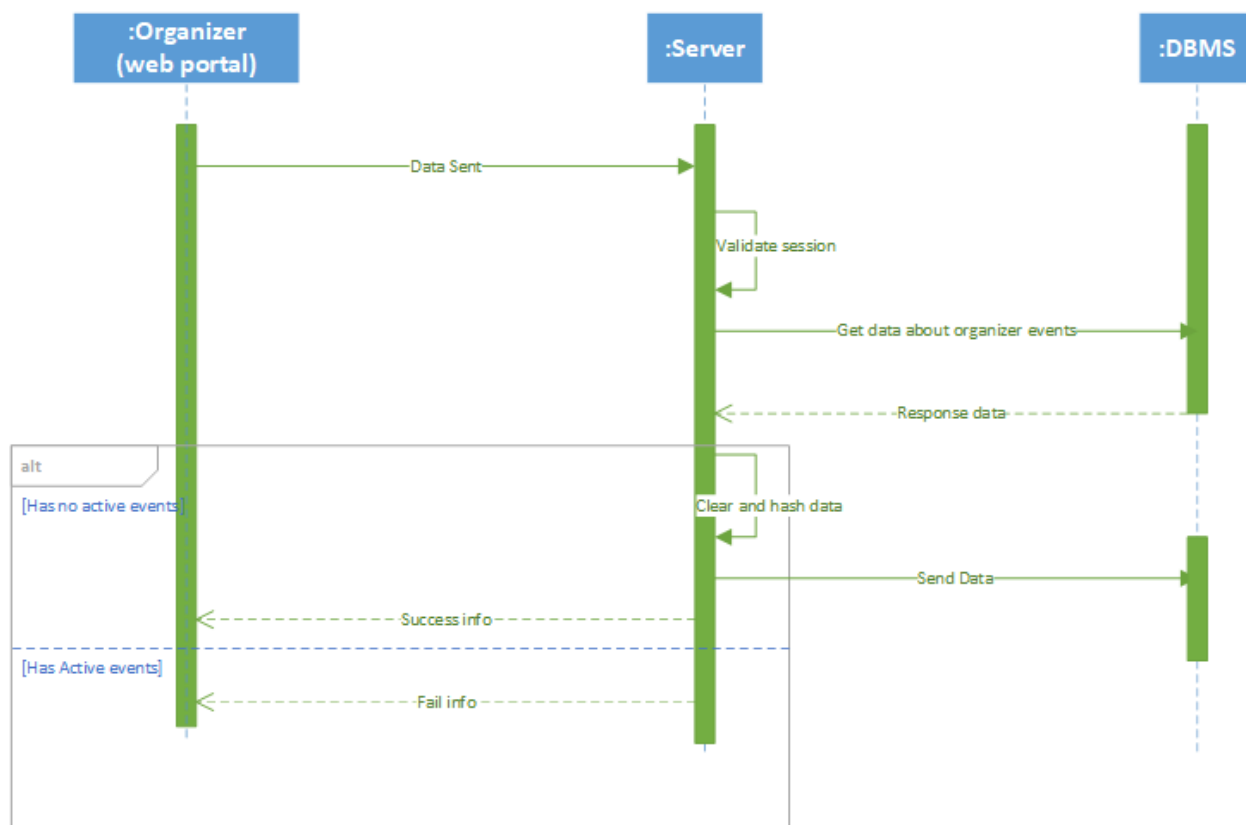 :Organizer
(web portal)
:Server
:DBMS
Data Sent
Validate session
Get data about organizer events
Response data
alt
[Has no active events]
Clear and hash data
Send Data
Success info
[Has Active events]
Fail info